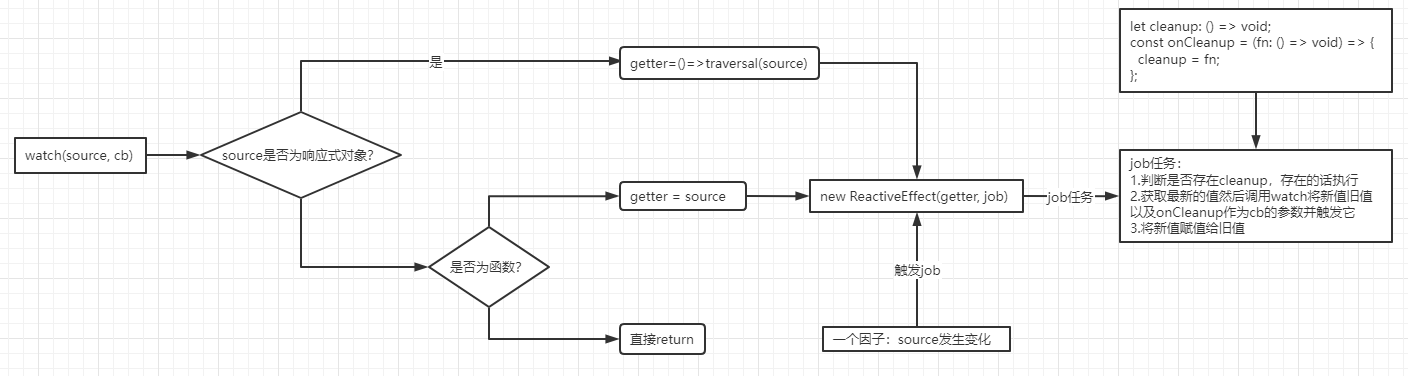 watch(source, cb)
source是否为响应式对象?
是
getter=()=>traversal(source)
是否为函数?
getter = source
直接return
new ReactiveEffect(getter, job)
触发job
一个因子：source发生变化
job任务
let cleanup: () => void;
const onCleanup = (fn: () => void) => {
cleanup = fn;
};
job任务：
1.判断是否存在cleanup，存在的话执行
2.获取最新的值然后调用watch将新值旧值
以及onCleanup作为cb的参数并触发它
3.将新值赋值给旧值